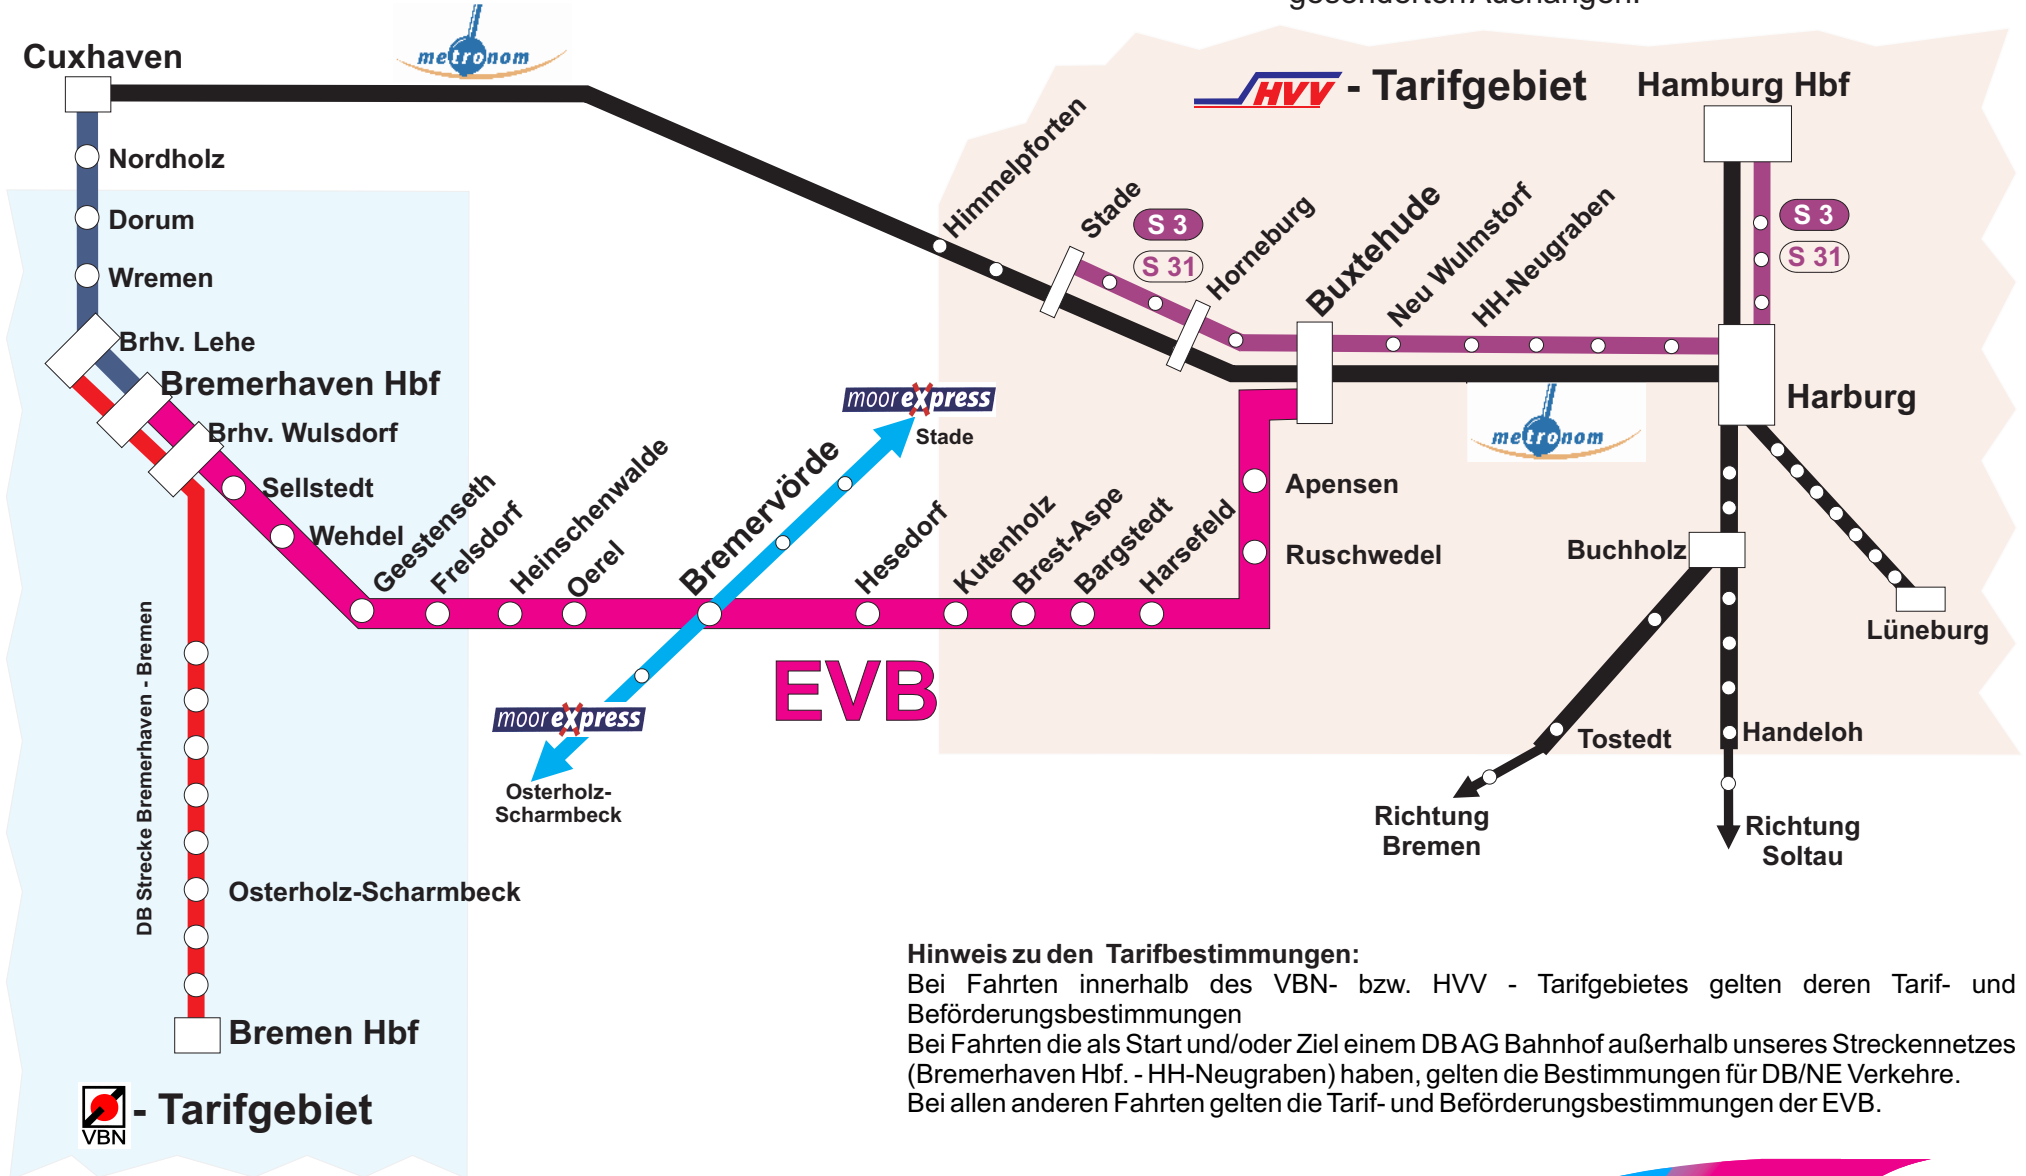 gesonderten Aushängen.
Cuxhaven
metronom
HVV - Tarifgebiet
Hamburg Hbf
Nordholz
Dorum
Wremen
Brhv. Lehe
Bremerhaven Hbf
Brhv. Wulsdorf
Sellstedt
Wehdel
Geestenseth
Frelsdorf
Heinschenwalde
Oerel
Bremervörde
moorexpress
Stade
Hesedorf
Kutenholz
Brest-Aspe
Bargstedt
Harsefeld
Ruschwedel
Apensen
Himmelpforten
Stade
S 3
S 31
Horneburg
Buxtehude
Neu Wulmstorf
HH-Neugraben
S 3
S 31
metronom
Harburg
Buchholz
Lüneburg
Tostedt
Handeloh
Richtung
Bremen
Richtung
Soltau
EVB
moorexpress
Osterholz-
Scharmbeck
DB Strecke Bremerhaven - Bremen
Osterholz-Scharmbeck
Bremen Hbf
VBN
- Tarifgebiet
Hinweis zu den Tarifbestimmungen:
Bei Fahrten innerhalb des VBN- bzw. HVV - Tarifgebietes gelten deren Tarif- und
Beförderungsbestimmungen
Bei Fahrten die als Start und/oder Ziel einem DB AG Bahnhof außerhalb unseres Streckennetzes
(Bremerhaven Hbf. - HH-Neugraben) haben, gelten die Bestimmungen für DB/NE Verkehre.
Bei allen anderen Fahrten gelten die Tarif- und Beförderungsbestimmungen der EVB.